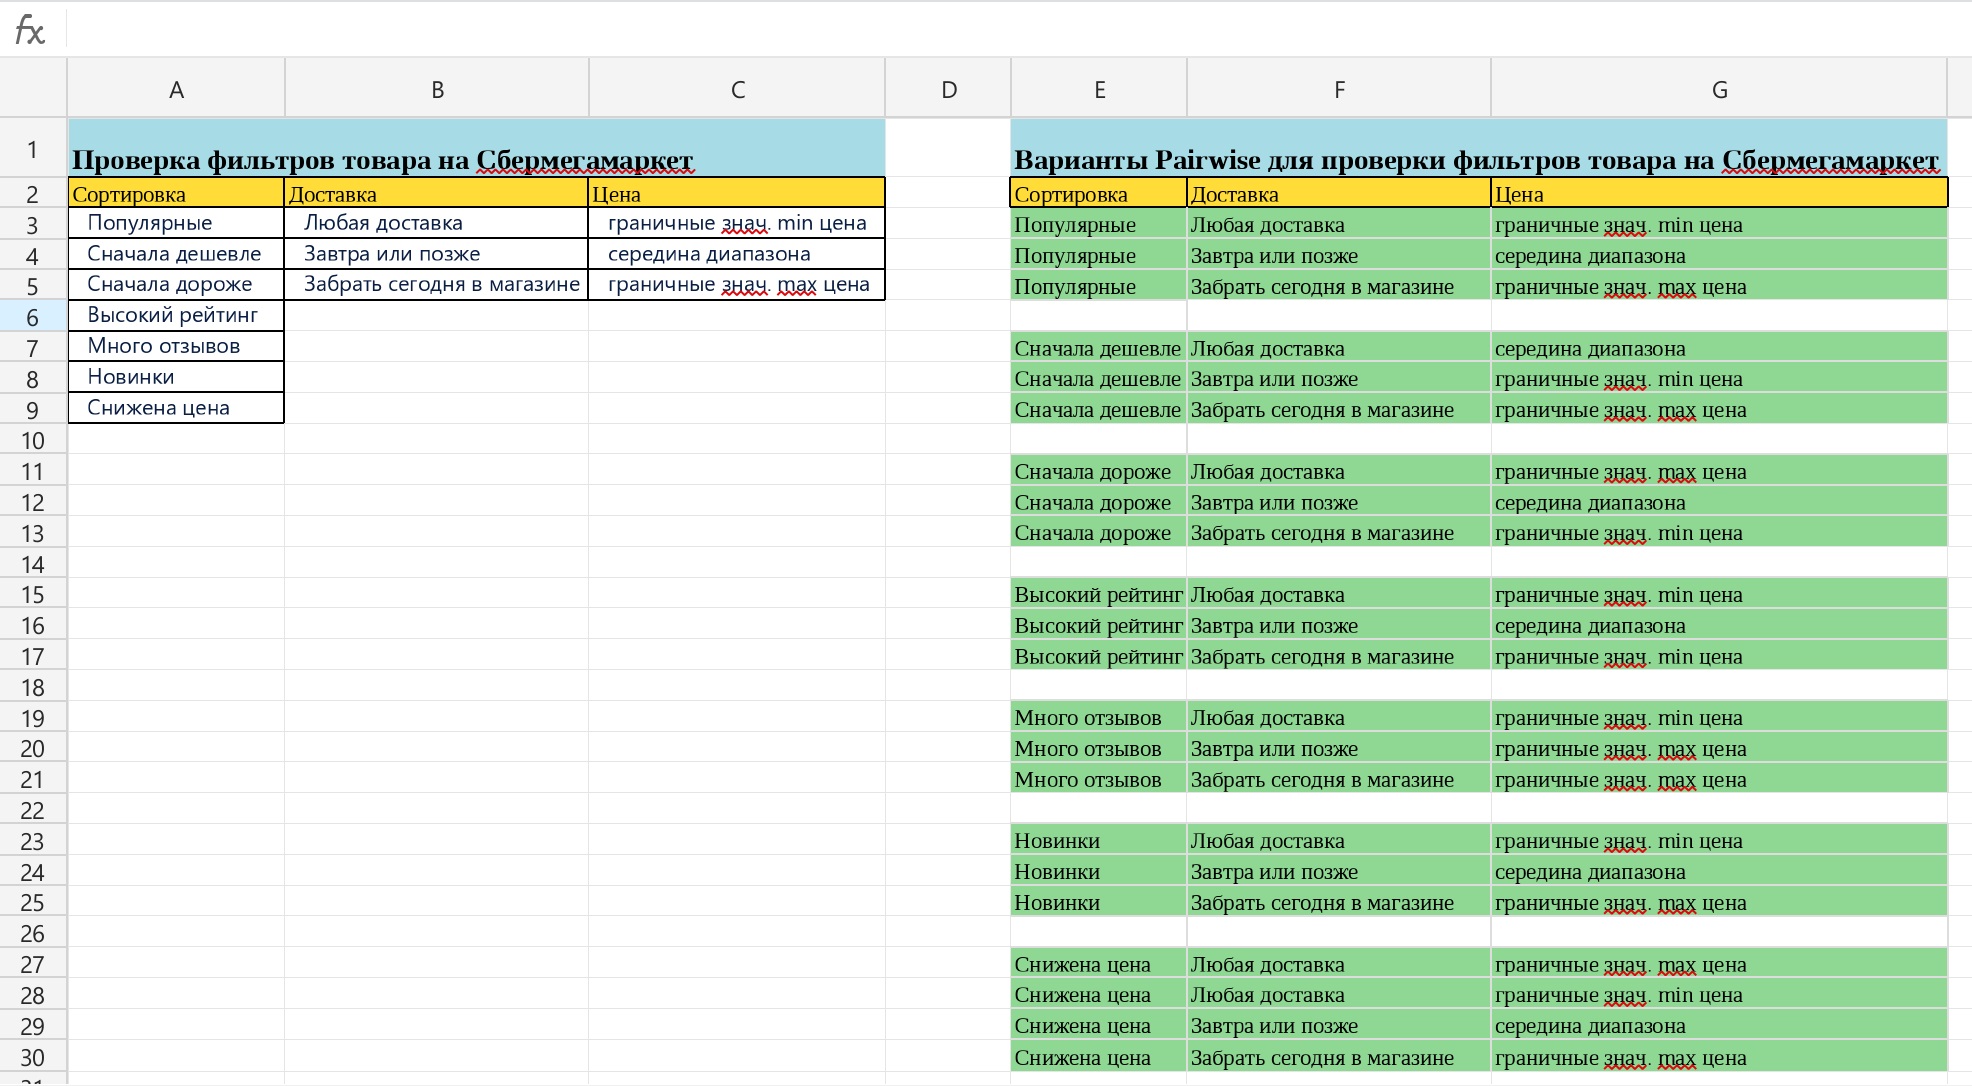 fx
A B C D E F G
1 Проверка фильтров товара на Сбермегамаркет Варианты Pairwise для проверки фильтров товара на Сбермегамаркет
2 Сортировка Доставка Цена Сортировка Доставка Цена
3 Популярные Любая доставка граничные знач. min цена Популярные Любая доставка граничные знач. min цена
4 Сначала дешевле Завтра или позже середина диапазона Популярные Завтра или позже середина диапазона
5 Сначала дороже Забрать сегодня в магазине граничные знач. max цена Популярные Забрать сегодня в магазине граничные знач. max цена
6 Высокий рейтинг
7 Много отзывов Сначала дешевле Любая доставка середина диапазона
8 Новинки Сначала дешевле Завтра или позже граничные знач. min цена
9 Снижена цена Сначала дешевле Забрать сегодня в магазине граничные знач. max цена
10
11 Сначала дороже Любая доставка граничные знач. max цена
12 Сначала дороже Завтра или позже середина диапазона
13 Сначала дороже Забрать сегодня в магазине граничные знач. min цена
14
15 Высокий рейтинг Любая доставка граничные знач. min цена
16 Высокий рейтинг Завтра или позже середина диапазона
17 Высокий рейтинг Забрать сегодня в магазине граничные знач. min цена
18
19 Много отзывов Любая доставка граничные знач. min цена
20 Много отзывов Завтра или позже граничные знач. max цена
21 Много отзывов Забрать сегодня в магазине граничные знач. max цена
22
23 Новинки Любая доставка граничные знач. min цена
24 Новинки Завтра или позже середина диапазона
25 Новинки Забрать сегодня в магазине граничные знач. max цена
26
27 Снижена цена Любая доставка граничные знач. max цена
28 Снижена цена Любая доставка граничные знач. min цена
29 Снижена цена Завтра или позже середина диапазона
30 Снижена цена Забрать сегодня в магазине граничные знач. max цена